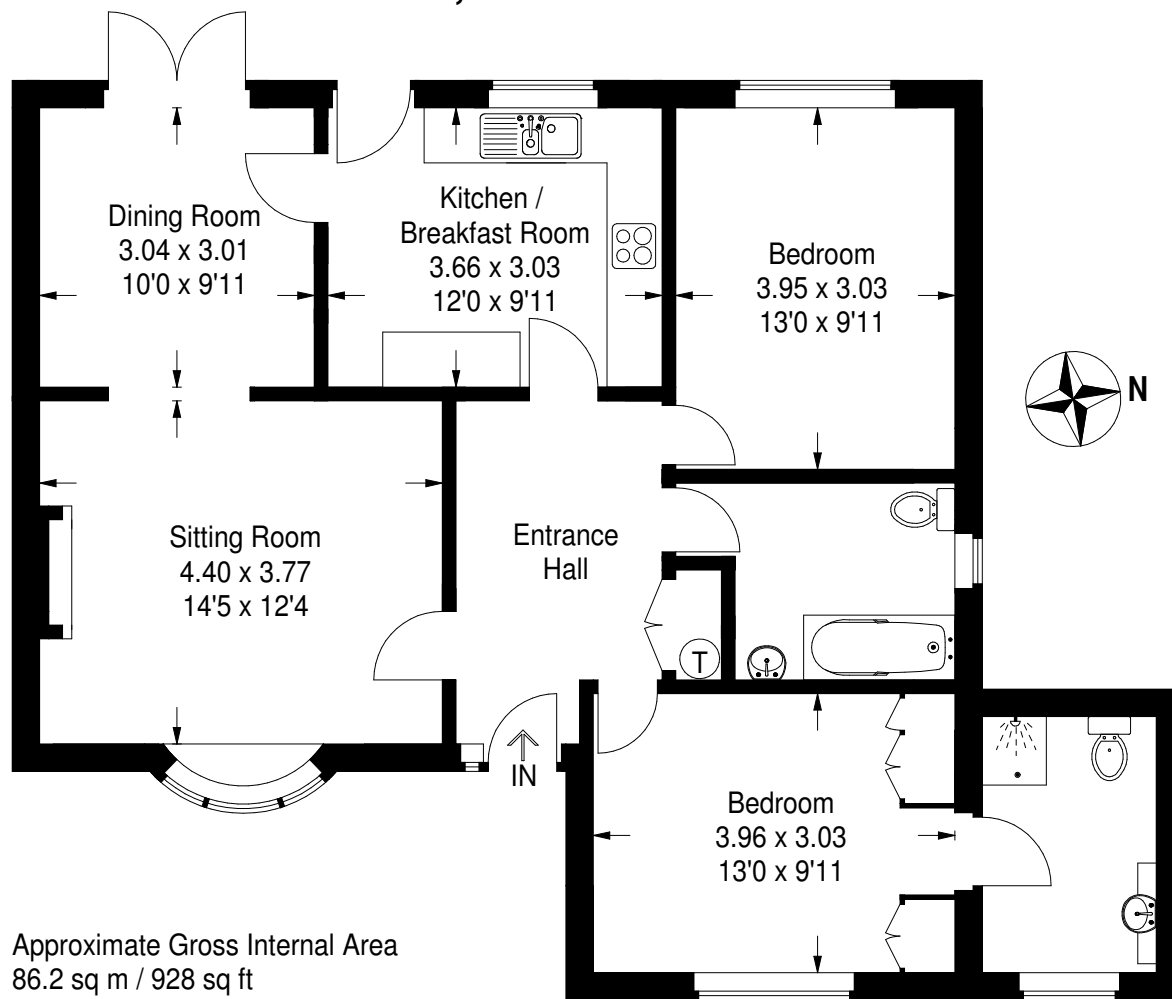 Dining Room
3.04 x 3.01
10'0 x 9'11
Kitchen /
Breakfast Room
3.66 x 3.03
12'0 x 9'11
Bedroom
3.95 x 3.03
13'0 x 9'11
N
Sitting Room
4.40 x 3.77
14'5 x 12'4
Entrance
Hall
T
IN
Bedroom
3.96 x 3.03
13'0 x 9'11
Approximate Gross Internal Area
86.2 sq m / 928 sq ft